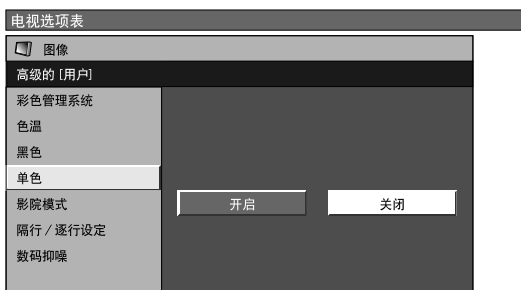 电视选项表
图像
高级的 [用户]
彩色管理系统
色温
黑色
单色
影院模式
开启
关闭
隔行／逐行设定
数码抑噪